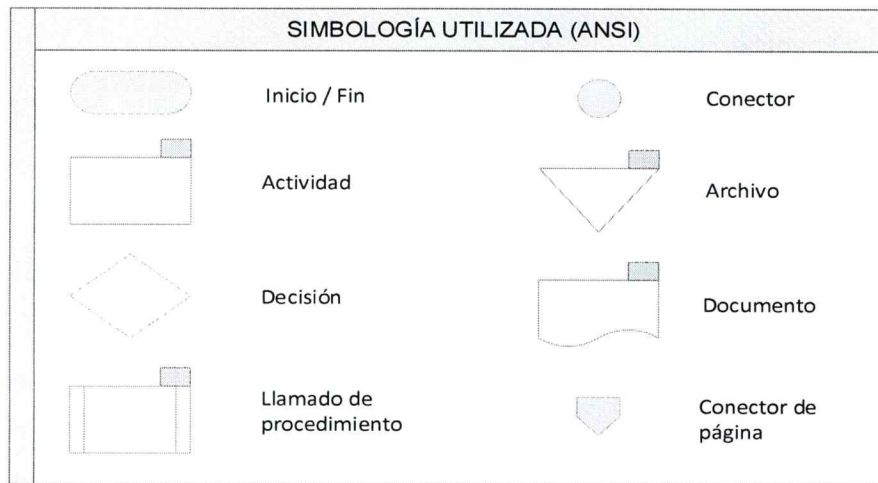 SIMBOLOGÍA UTILIZADA (ANSI)
Inicio / Fin
Conector
Actividad
Archivo
Decisión
Documento
Llamado de
procedimiento
Conector de
página